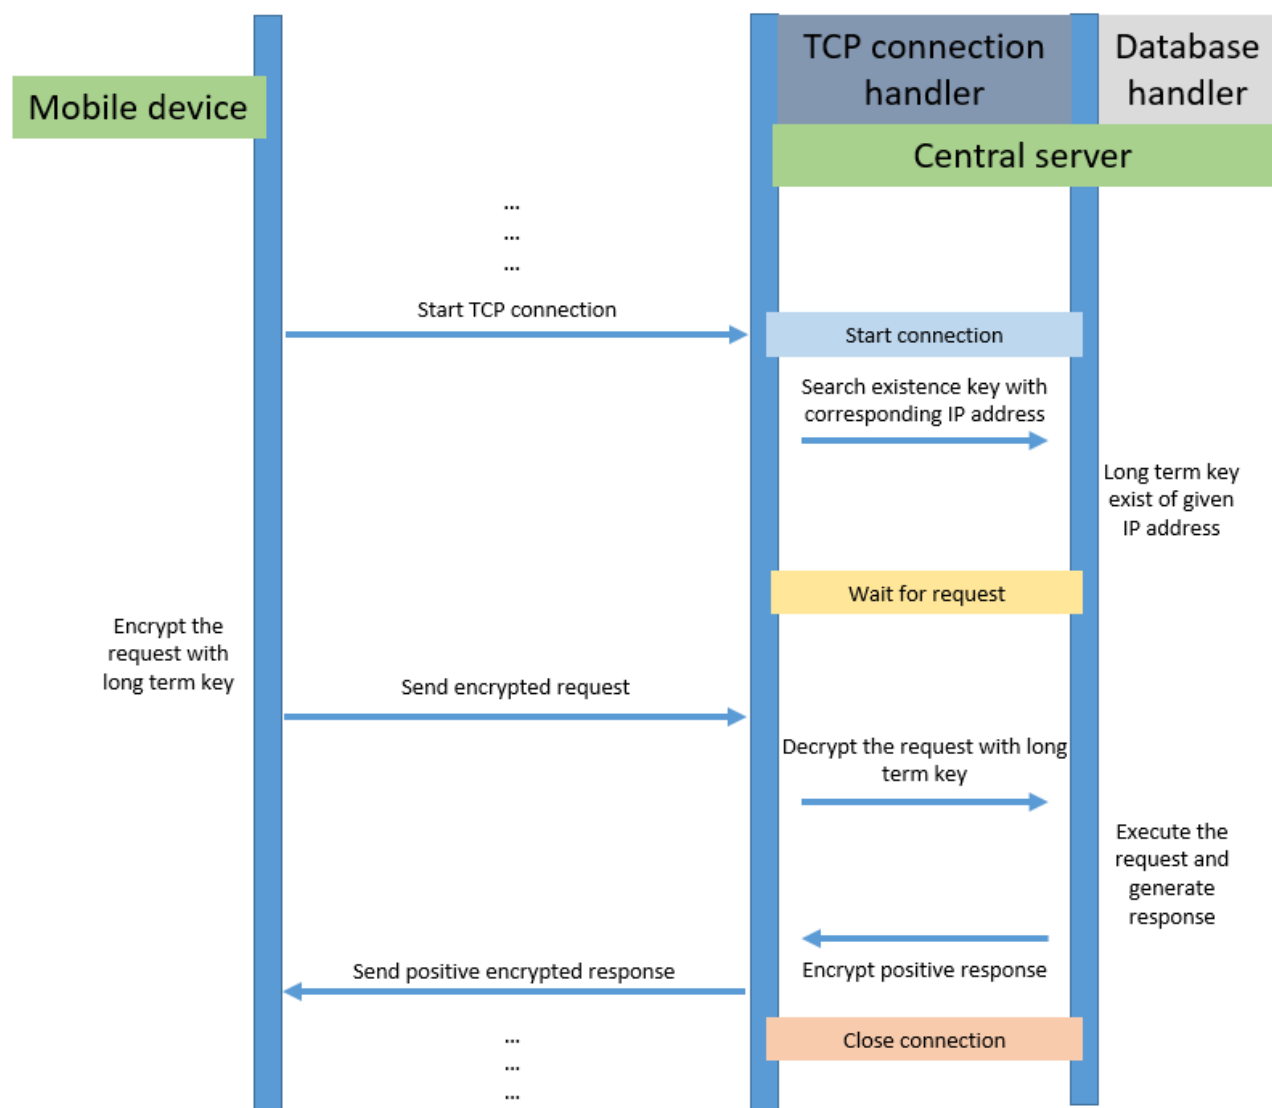 TCP connection
handler
Database
handler
Mobile device
Central server
...
...
...
Start TCP connection
Start connection
Search existence key with
corresponding IP address
Long term key
exist of given
IP address
Wait for request
Encrypt the
request with
long term key
Send encrypted request
Decrypt the request with long
term key
Execute the
request and
generate
response
Encrypt positive response
Send positive encrypted response
Close connection
...
...
...